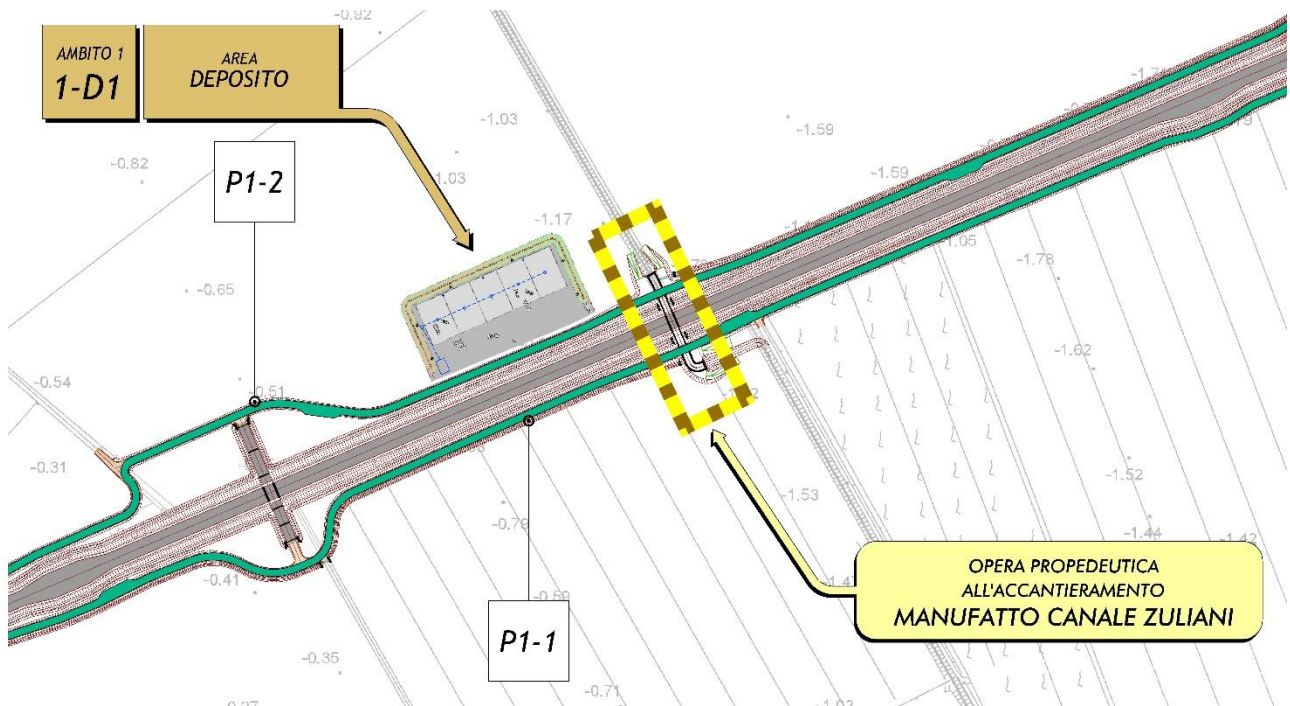 -0.92
AMBITO 1
1-D1
AREA
DEPOSITO
-1.03
-1.59
-0.82
P1-2
1.03
-1.59
-1.17
-1.05
-1.78
-0.65
-1.62
-0.54
-0.51
-0.31
-1.53
-1.52
-0.79
-1.44
-1.42
-0.41
-0.59
OPERA PROPEDEUTICA
ALL'ACCANTIERAMENTO
MANUFATTO CANALE ZULIANI
P1-1
-0.35
-0.71